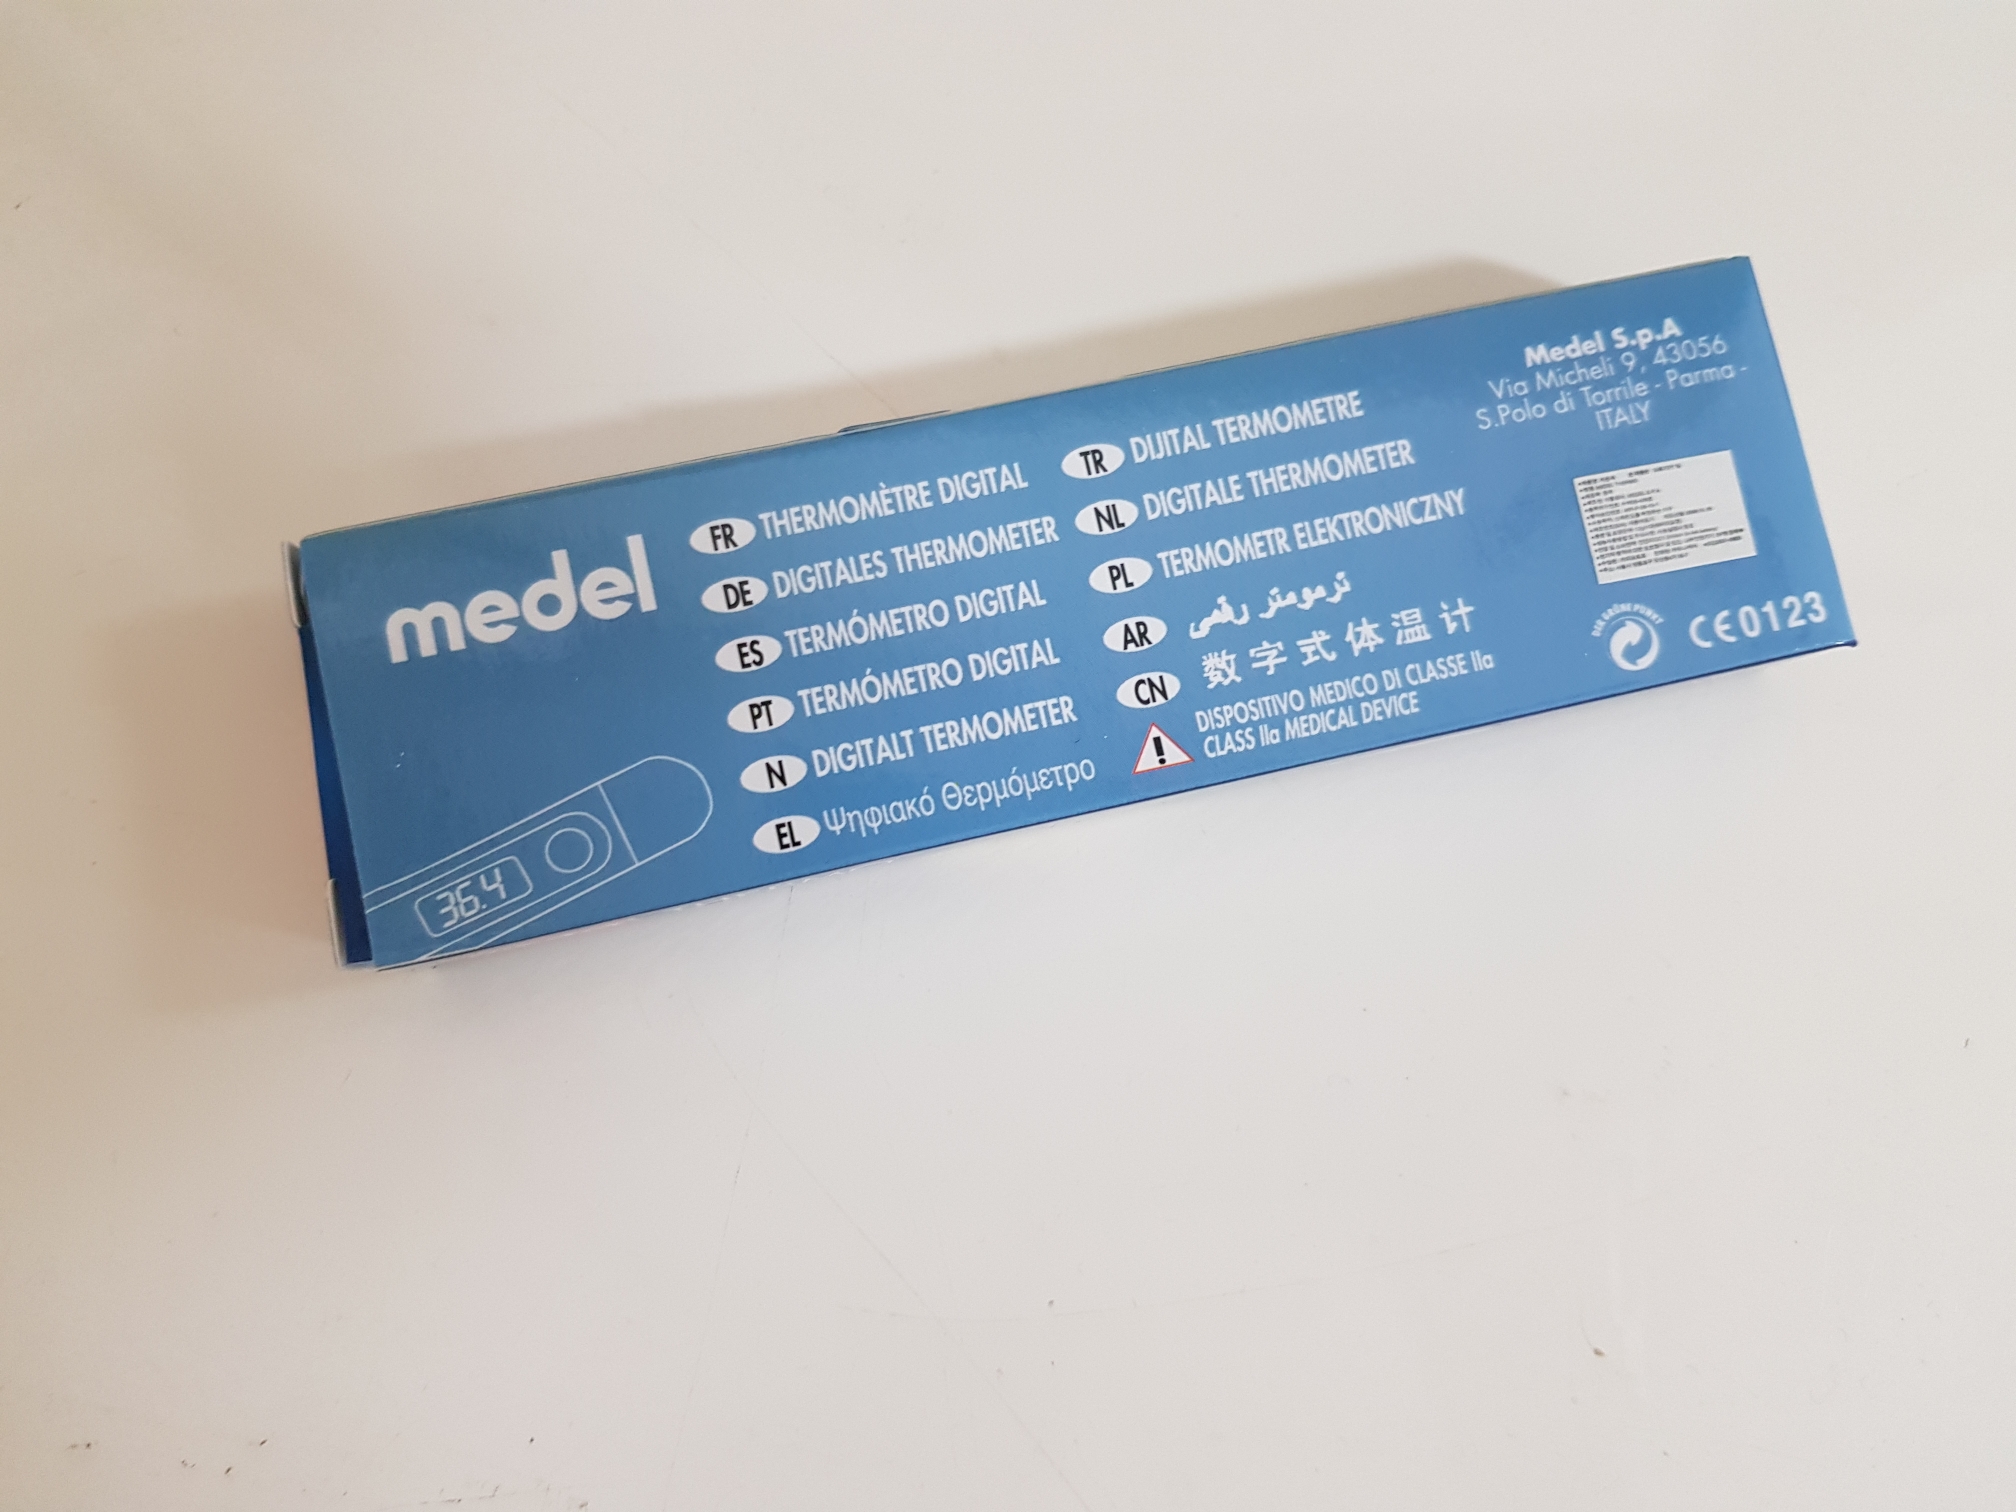 medel
36.4
FR THERMOMÈTRE DIGITAL
DE DIGITALES THERMOMETER
ES TERMÓMETRO DIGITAL
PT TERMÓMETRO DIGITAL
N DIGITALT TERMOMETER
EL Ψηφιακό Θερμόμετρο
TR DIJITAL TERMOMETRE
NL DIGITALE THERMOMETER
PL TERMOMETR ELEKTRONICZNY
AR ترمومتر رقمى
CN 数字式体温计
! DISPOSITIVO MEDICO DI CLASSE IIa
CLASS IIa MEDICAL DEVICE
Medel S.p.A
Via Micheli 9, 43056
S.Polo di Torrile - Parma -
ITALY
DER GRÜNE PUNKT
CE0123